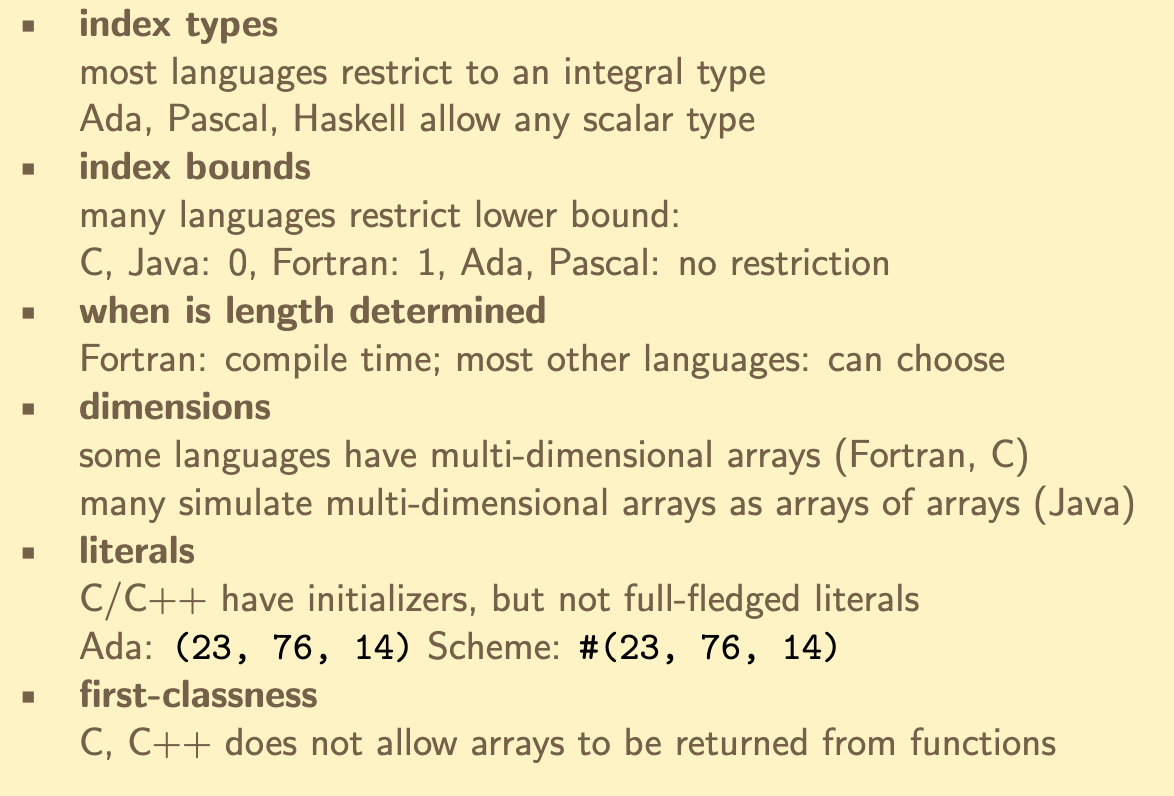 ▪ index types
most languages restrict to an integral type
Ada, Pascal, Haskell allow any scalar type
▪ index bounds
many languages restrict lower bound:
C, Java: 0, Fortran: 1, Ada, Pascal: no restriction
▪ when is length determined
Fortran: compile time; most other languages: can choose
▪ dimensions
some languages have multi-dimensional arrays (Fortran, C)
many simulate multi-dimensional arrays as arrays of arrays (Java)
▪ literals
C/C++ have initializers, but not full-fledged literals
Ada: (23, 76, 14) Scheme: #(23, 76, 14)
▪ first-classness
C, C++ does not allow arrays to be returned from functions